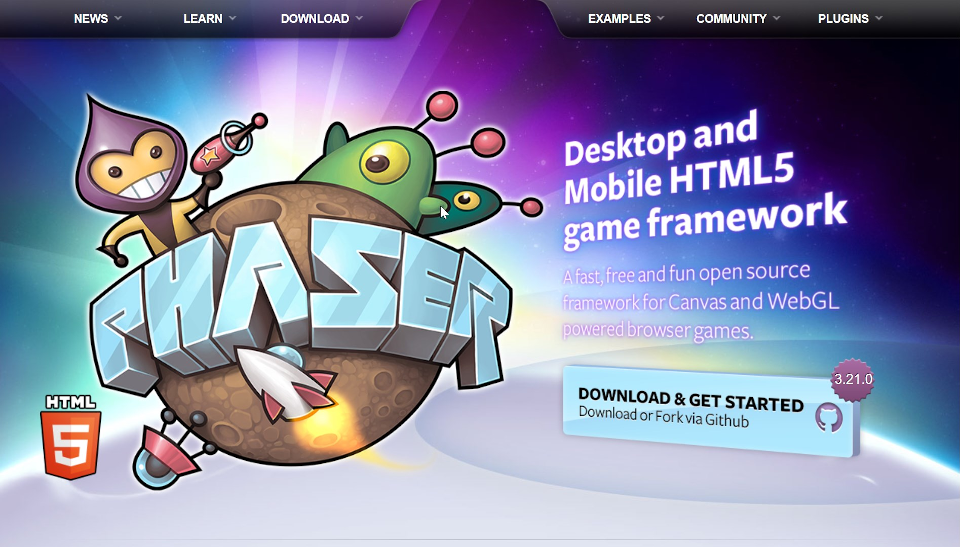 NEWS
LEARN
DOWNLOAD
EXAMPLES
COMMUNITY
PLUGINS
PHASER
Desktop and
Mobile HTML5
game framework
A fast, free and fun open source
framework for Canvas and WebGL
powered browser games.
3.21.0
DOWNLOAD & GET STARTED
Download or Fork via Github
HTML
5